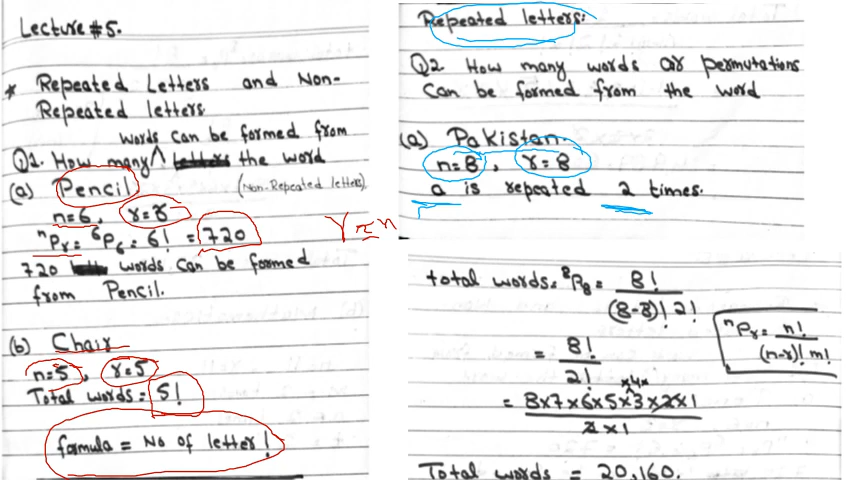 Lecture #5.
* Repeated Letters and Non-
Repeated letters
words can be formed from
Q1. How many ^ the word
(a) Pencil (Non-Repeated letters)
n=6, r=6
ⁿPᵣ = ⁶P₆ = 6! = 720
720 words can be formed
from Pencil.
(b) Chair
n=5, r=5
Total words = 5!
formula = No of letter!
r=n
Repeated letters:
Q2 How many words or permutations
can be formed from the word
(a) Pakistan.
n=8, r=8
a is repeated 2 times.
total words = ⁸P₈ = 8! / (8-8)! 2!
ⁿPᵣ = n! / (n-r)! m!
= 8! / 2!
x4x
= 8x7x6x5x3x2x1 / 2x1
Total words = 20,160.